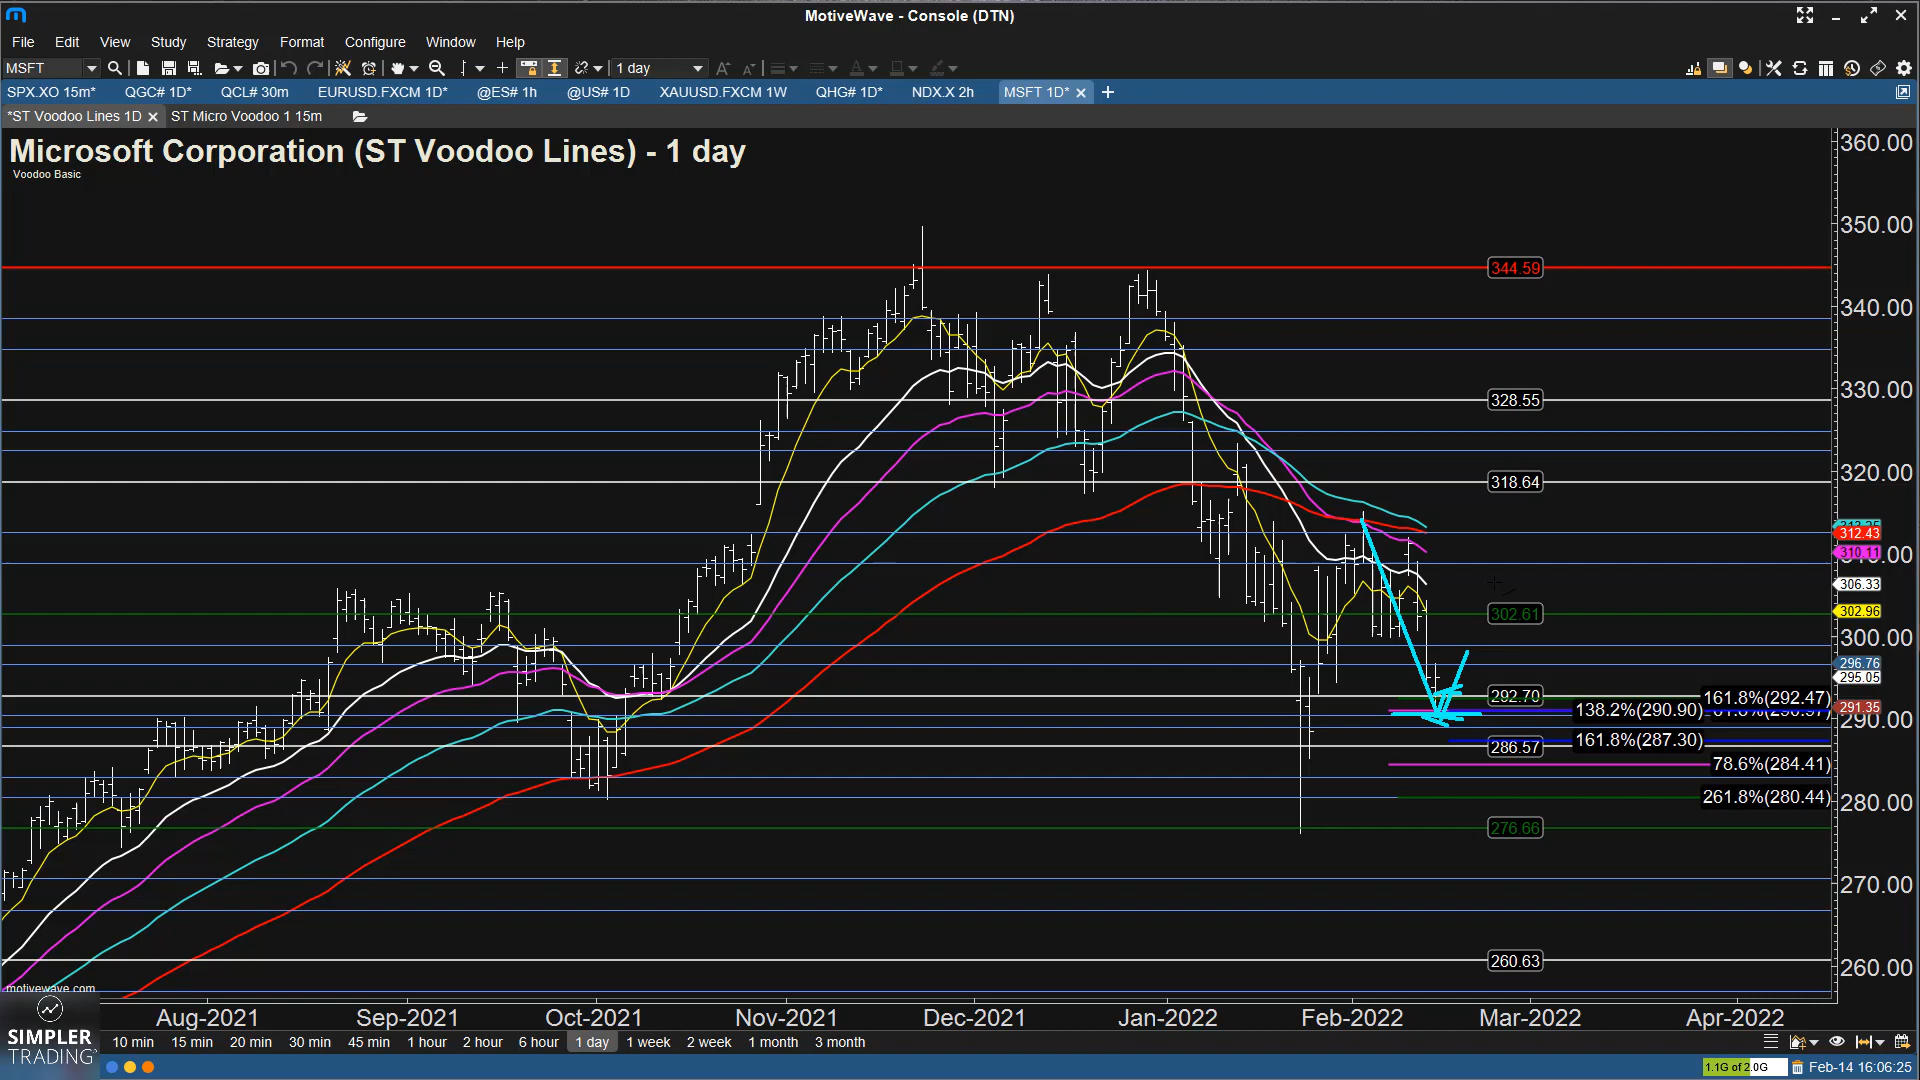 MotiveWave - Console (DTN)
File Edit View Study Strategy Format Configure Window Help
MSFT 1 day
SPX.XO 15m* QGC# 1D* QCL# 30m EURUSD.FXCM 1D* @ES# 1h @US# 1D XAUUSD.FXCM 1W QHG# 1D* NDX.X 2h MSFT 1D*
*ST Voodoo Lines 1D ST Micro Voodoo 1 15m
Microsoft Corporation (ST Voodoo Lines) - 1 day
Voodoo Basic
360.00
350.00
344.59
340.00
330.00
328.55
318.64
320.00
312.43
310.11
306.33
302.96
302.61
300.00
296.76
295.05
292.70
161.8%(292.47)
138.2%(290.90)
291.35
290.00
161.8%(287.30)
286.57
78.6%(284.41)
261.8%(280.44)
280.00
276.66
270.00
260.63
260.00
motivewave.com
Aug-2021 Sep-2021 Oct-2021 Nov-2021 Dec-2021 Jan-2022 Feb-2022 Mar-2022 Apr-2022
SIMPLER
TRADING
10 min 15 min 20 min 30 min 45 min 1 hour 2 hour 6 hour 1 day 1 week 2 week 1 month 3 month
1.1G of 2.0G Feb-14 16:06:25